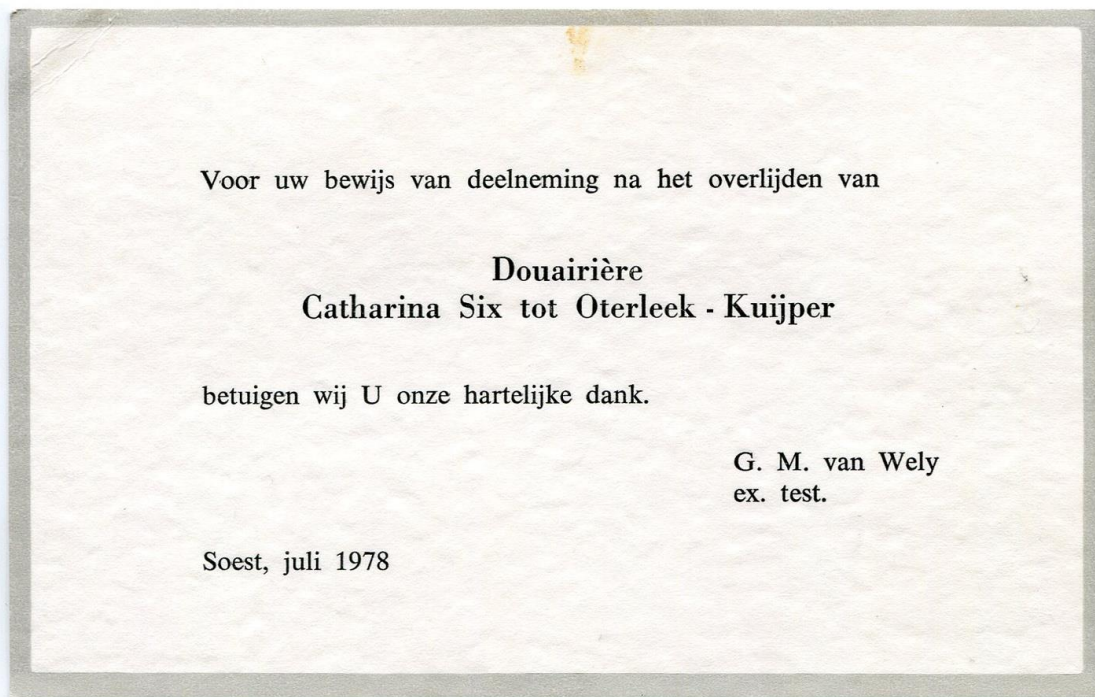 Voor uw bewijs van deelneming na het overlijden van
Douairière
Catharina Six tot Oterleek - Kuijper
betuigen wij U onze hartelijke dank.
G. M. van Wely
ex. test.
Soest, juli 1978